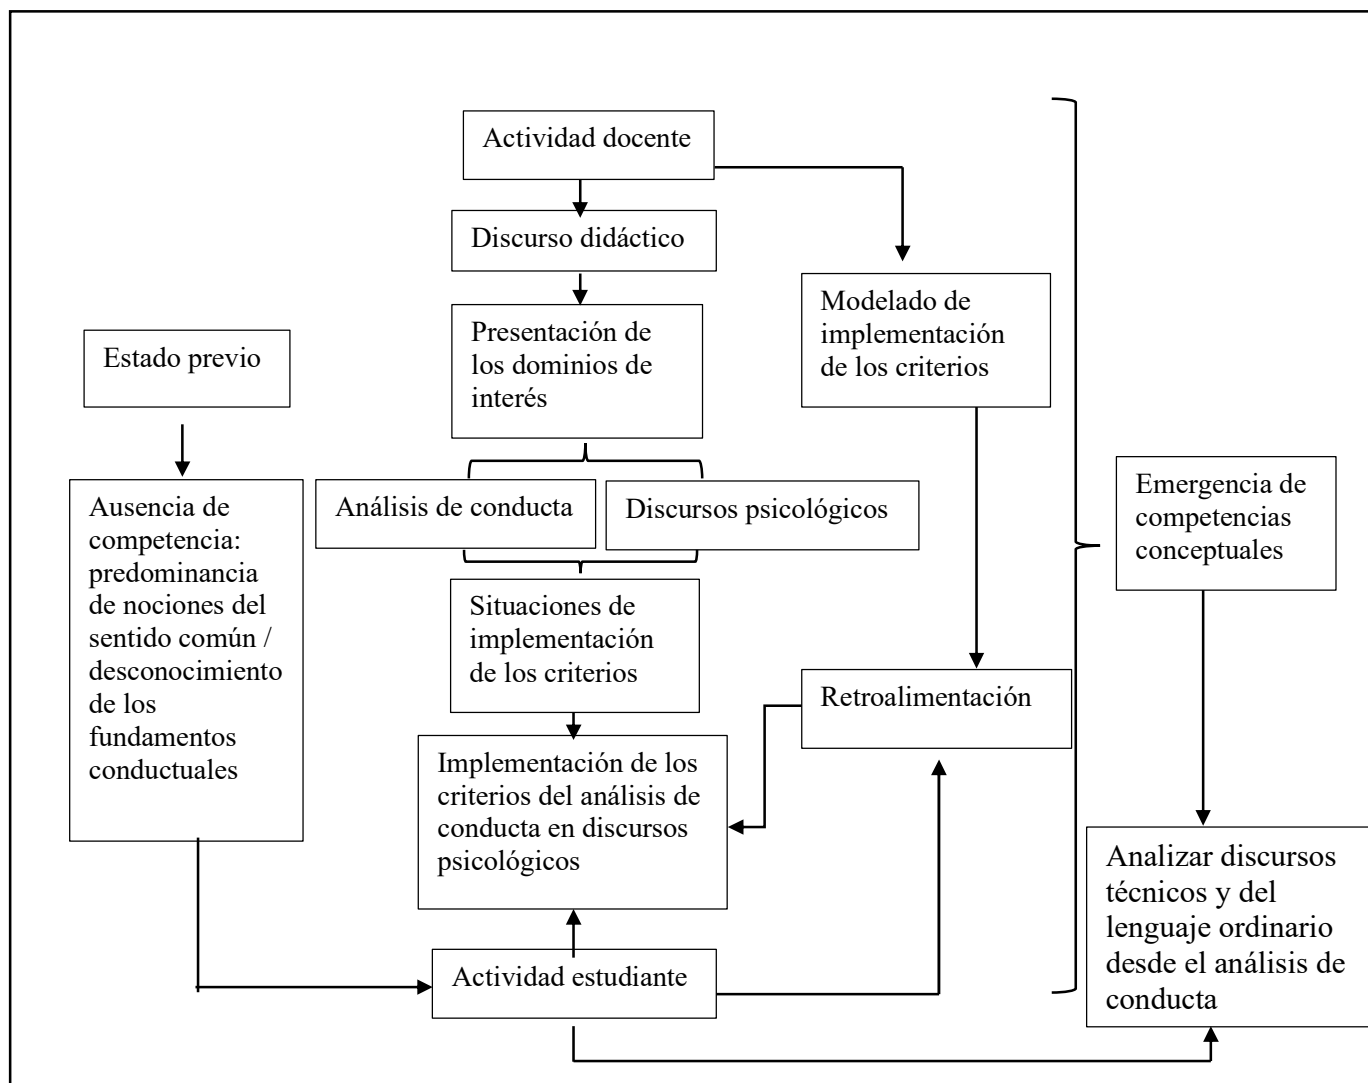 Actividad docente
Discurso didáctico
Presentación de
los dominios de
interés
Modelado de
implementación
de los criterios
Estado previo
Ausencia de
competencia:
predominancia
de nociones del
sentido común /
desconocimiento
de los
fundamentos
conductuales
Análisis de conducta
Discursos psicológicos
Situaciones de
implementación
de los criterios
Retroalimentación
Implementación de los
criterios del análisis de
conducta en discursos
psicológicos
Actividad estudiante
Emergencia de
competencias
conceptuales
Analizar discursos
técnicos y del
lenguaje ordinario
desde el análisis de
conducta